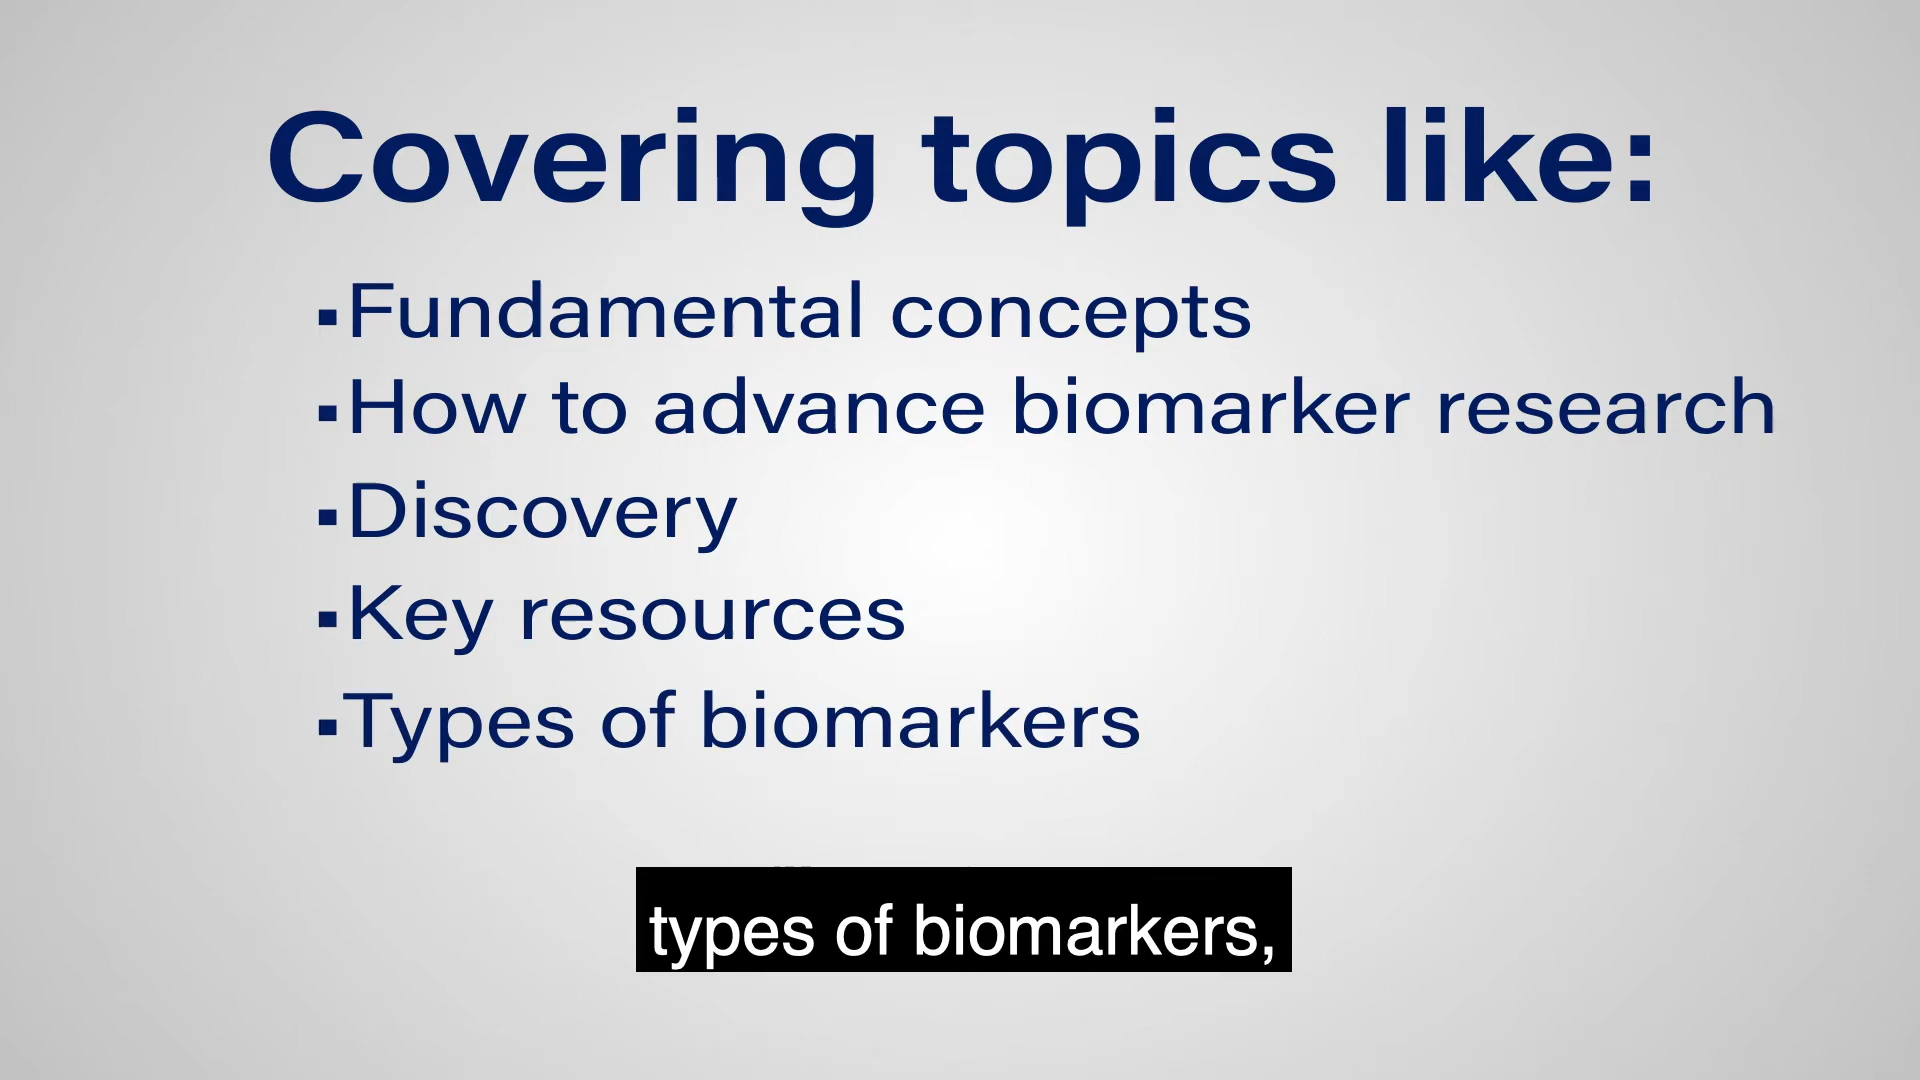 Covering topics like:
▪Fundamental concepts
▪How to advance biomarker research
▪Discovery
▪Key resources
▪Types of biomarkers
types of biomarkers,